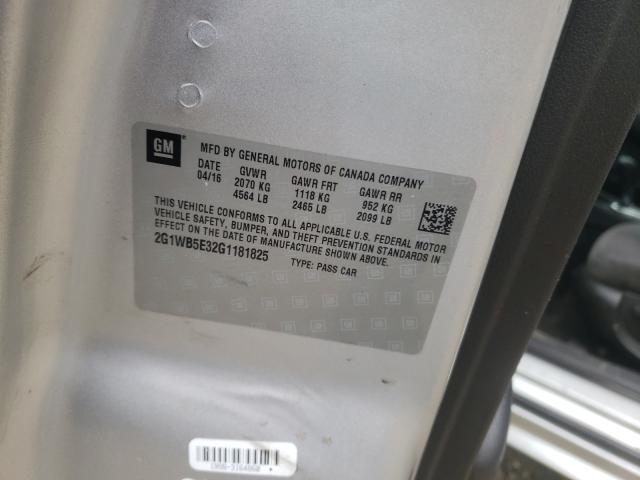 GM
MFD BY GENERAL MOTORS OF CANADA COMPANY
DATE GVWR GAWR FRT GAWR RR
04/16 2070 KG 1118 KG 952 KG
4564 LB 2465 LB 2099 LB
THIS VEHICLE CONFORMS TO ALL APPLICABLE U.S. FEDERAL MOTOR
VEHICLE SAFETY, BUMPER, AND THEFT PREVENTION STANDARDS IN
EFFECT ON THE DATE OF MANUFACTURE SHOWN ABOVE.
2G1WB5E32G1181825 TYPE: PASS CAR